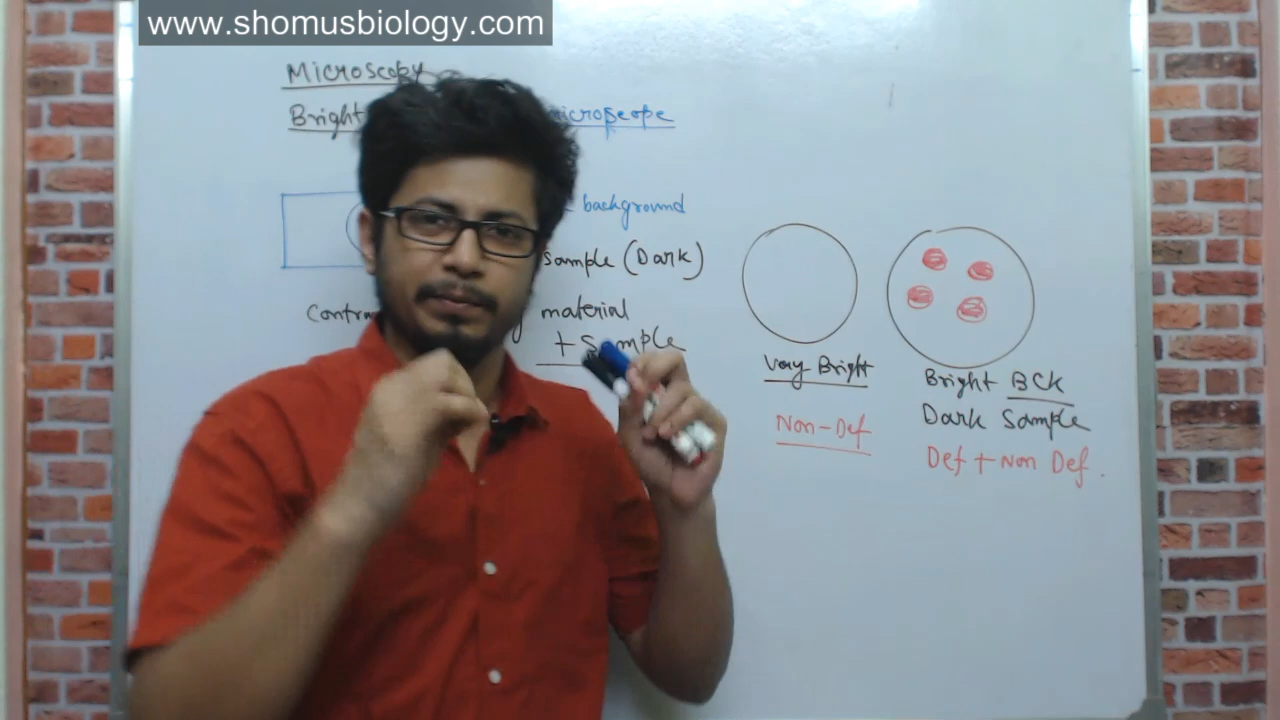 www.shomusbiology.com
Microscopy
Bright
background
sample (Dark)
material
+ Sample
Very Bright
Non-Def
Bright BCK
Dark Sample
Def + Non Def.